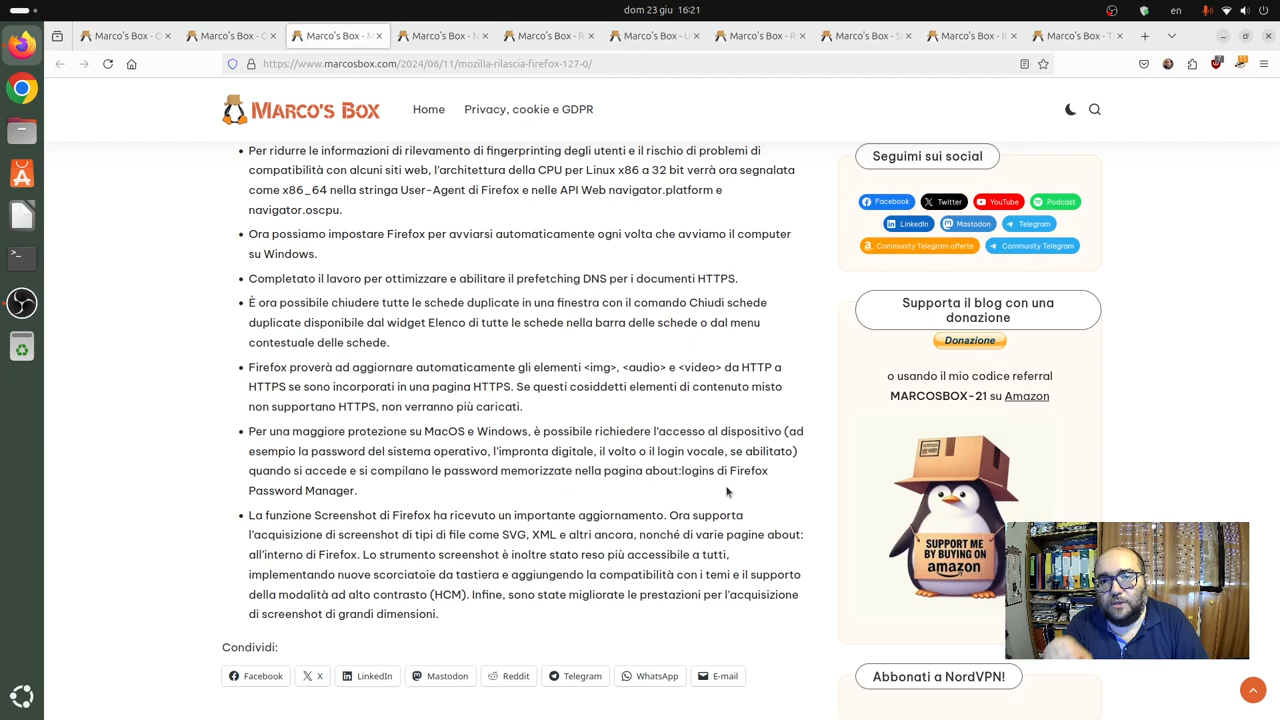 dom 23 giu 16:21
en
Marco's Box - Q
Marco's Box - Q
Marco's Box - M
Marco's Box - N
Marco's Box - R
Marco's Box - U
Marco's Box - R
Marco's Box - S
Marco's Box - Il
Marco's Box - T
https://www.marcosbox.com/2024/06/11/mozilla-rilascia-firefox-127-0/
MARCO'S BOX
Home
Privacy, cookie e GDPR
Per ridurre le informazioni di rilevamento di fingerprinting degli utenti e il rischio di problemi di
compatibilità con alcuni siti web, l'architettura della CPU per Linux x86 a 32 bit verrà ora segnalata
come x86_64 nella stringa User-Agent di Firefox e nelle API Web navigator.platform e
navigator.oscpu.
su Windows.
Completato il lavoro per ottimizzare e abilitare il prefetching DNS per i documenti HTTPS.
È ora possibile chiudere tutte le schede duplicate in una finestra con il comando Chiudi schede
duplicate disponibile dal widget Elenco di tutte le schede nella barra delle schede o dal menu
contestuale delle schede.
Firefox proverà ad aggiornare automaticamente gli elementi <img>, <audio> e <video> da HTTP a
HTTPS se sono incorporati in una pagina HTTPS. Se questi cosiddetti elementi di contenuto misto
non supportano HTTPS, non verranno più caricati.
Per una maggiore protezione su MacOS e Windows, è possibile richiedere l'accesso al dispositivo (ad
esempio la password del sistema operativo, l'impronta digitale, il volto o il login vocale, se abilitato)
quando si accede e si compilano le password memorizzate nella pagina about:logins di Firefox
Password Manager.
La funzione Screenshot di Firefox ha ricevuto un importante aggiornamento. Ora supporta
l'acquisizione di screenshot di tipi di file come SVG, XML e altri ancora, nonché di varie pagine about:
all'interno di Firefox. Lo strumento screenshot è inoltre stato reso più accessibile a tutti,
implementando nuove scorciatoie da tastiera e aggiungendo la compatibilità con i temi e il supporto
della modalità ad alto contrasto (HCM). Infine, sono state migliorate le prestazioni per l'acquisizione
di screenshot di grandi dimensioni.
Condividi:
Facebook
X
LinkedIn
Mastodon
Reddit
Telegram
WhatsApp
E-mail
Seguimi sui social
Facebook
Twitter
YouTube
Podcast
LinkedIn
Mastodon
Telegram
Community Telegram offerte
Community Telegram
Supporta il blog con una
donazione
Donazione
o usando il mio codice referral
MARCOSBOX-21 su Amazon
SUPPORT ME
BY BUYING ON
amazon
Abbonati a NordVPN!